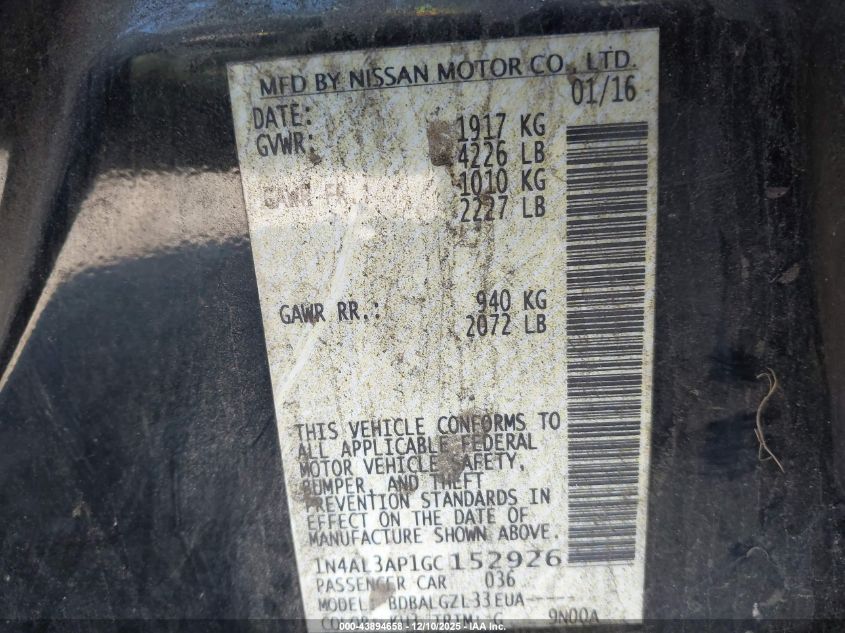 MFD BY NISSAN MOTOR CO., LTD.
DATE: 01/16
GVWR: 1917 KG
4226 LB
GAWR FR.: 1010 KG
2227 LB
GAWR RR.: 940 KG
2072 LB
THIS VEHICLE CONFORMS TO
ALL APPLICABLE FEDERAL
MOTOR VEHICLE SAFETY,
BUMPER, AND THEFT
PREVENTION STANDARDS IN
EFFECT ON THE DATE OF
MANUFACTURE SHOWN ABOVE.
1N4AL3AP1GC152926
PASSENGER CAR 036
MODEL: BDBALGZL33EUA-----
9N00A
000-43894658 - 12/10/2025 - IAA Inc.